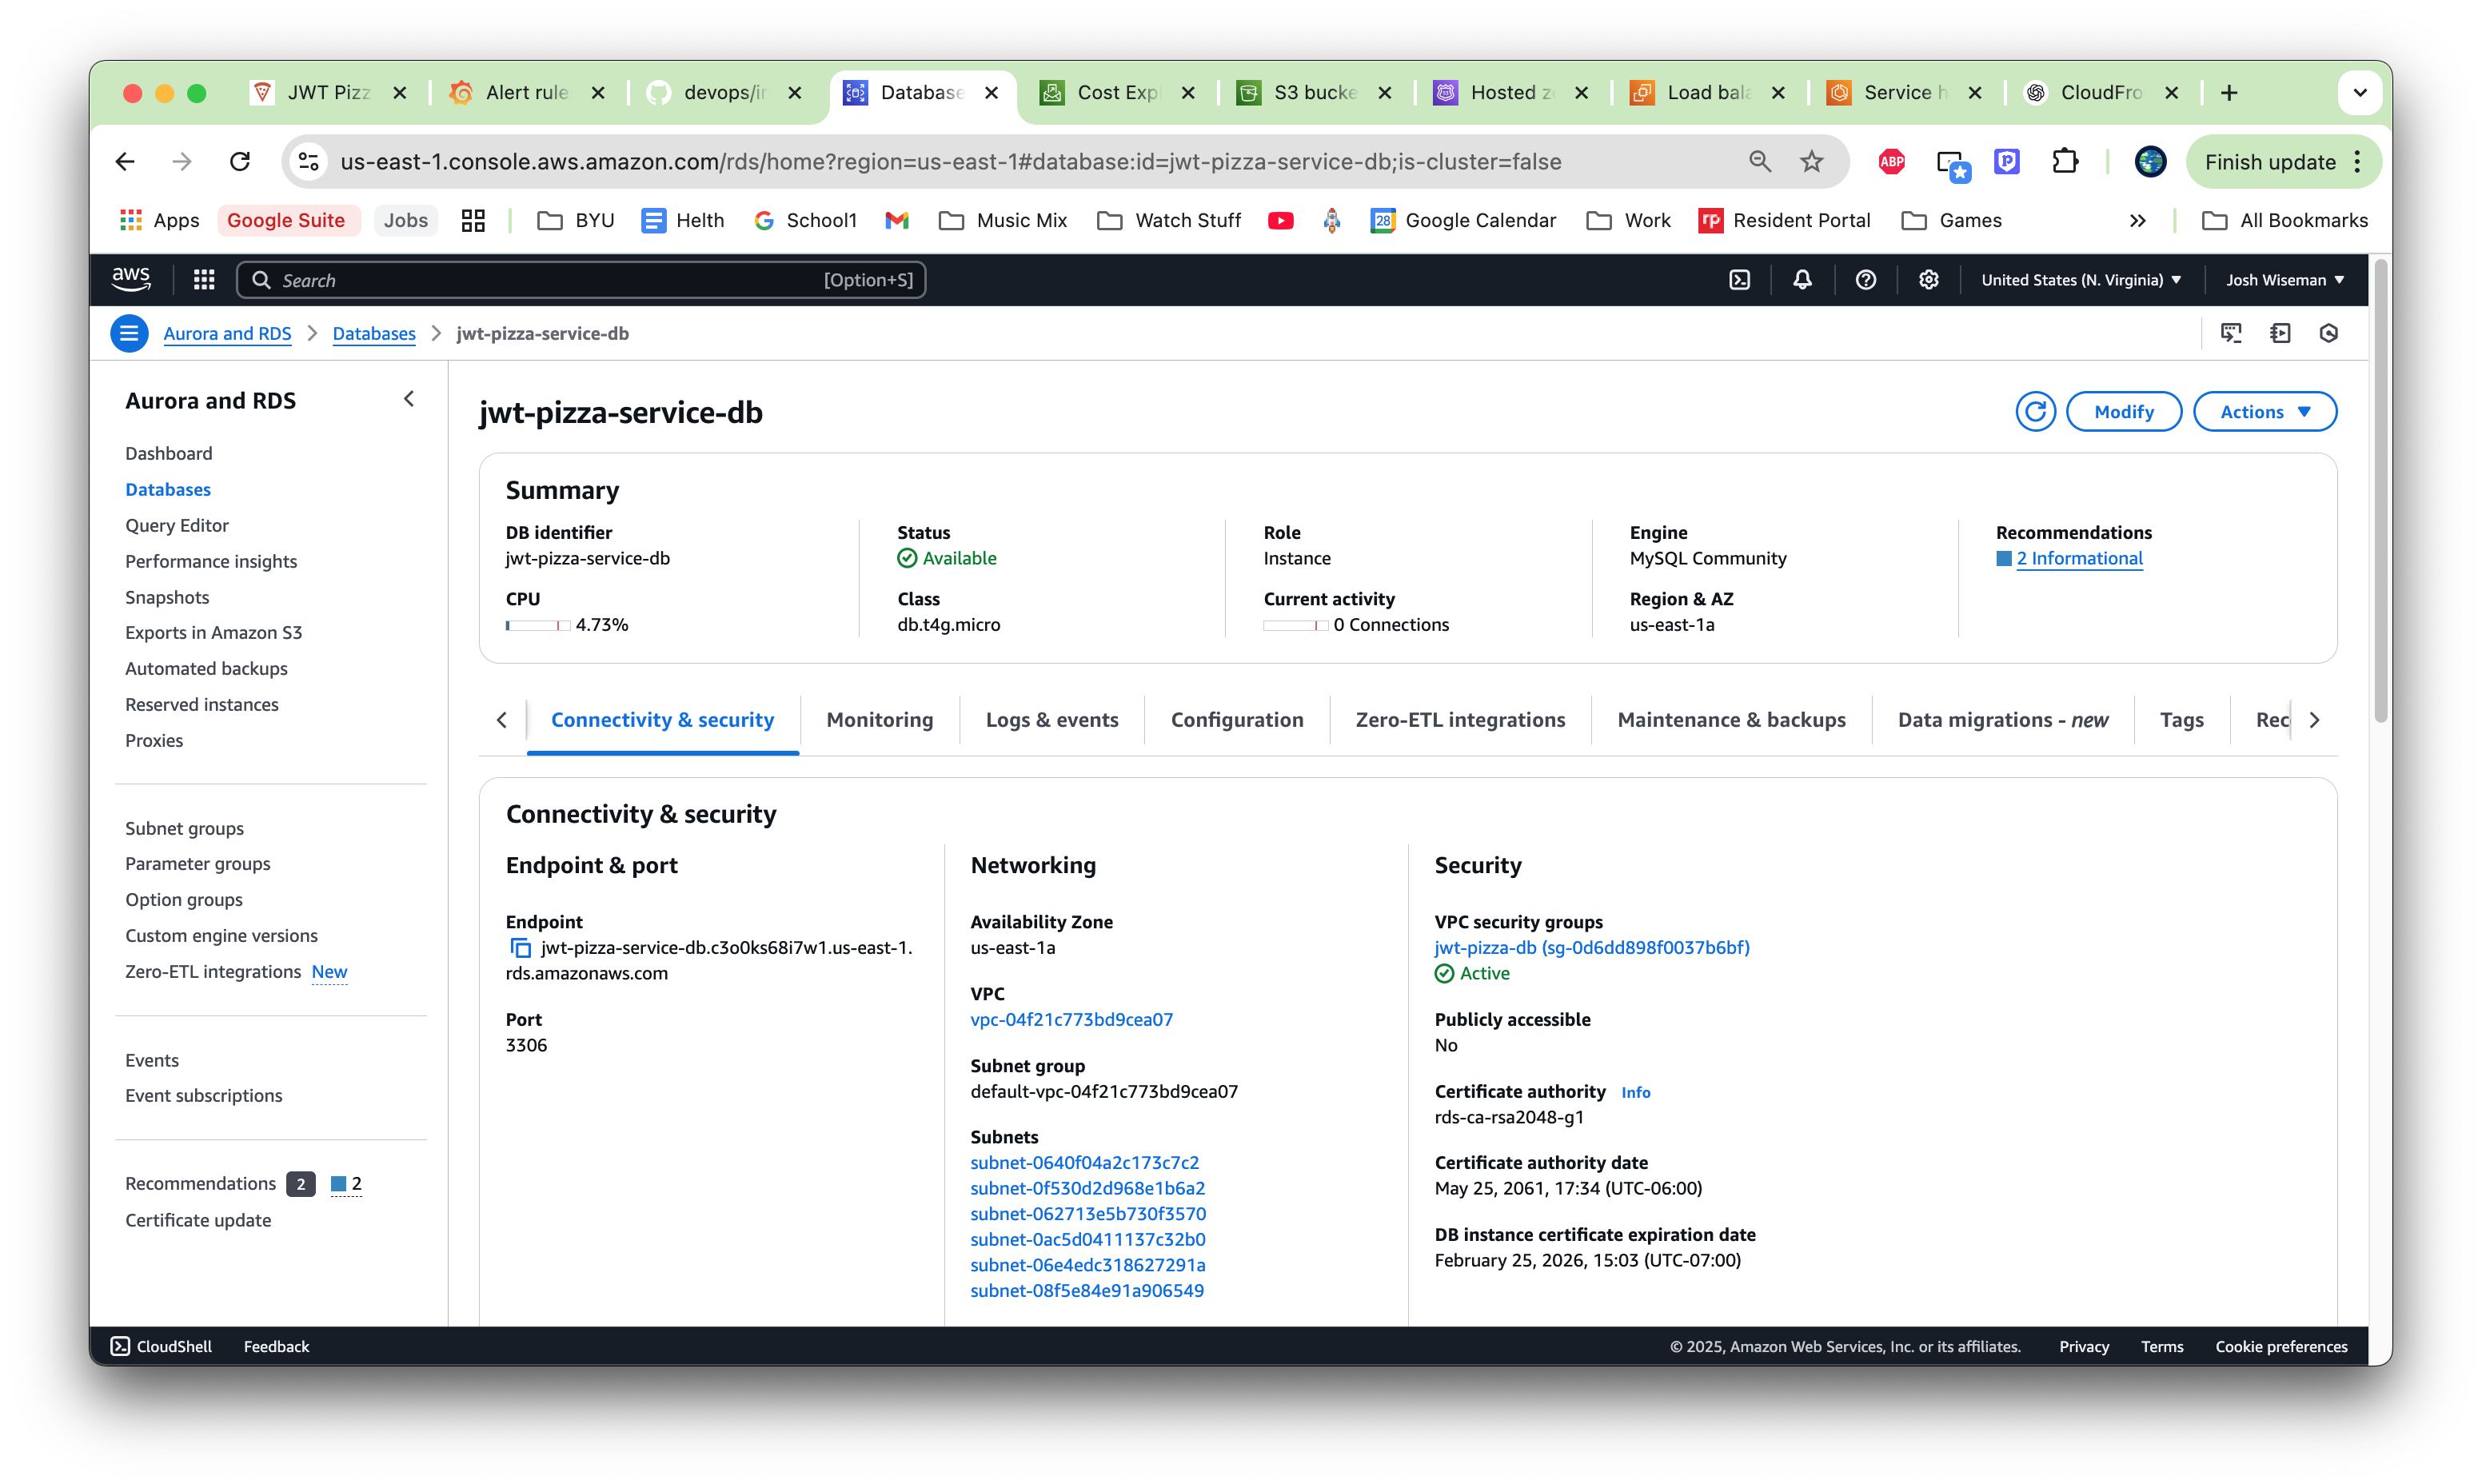 JWT Pizz
Alert rule
devops/in
Database
Cost Exp
S3 bucke
Hosted z
Load bala
Service h
CloudFro
us-east-1.console.aws.amazon.com/rds/home?region=us-east-1#database:id=jwt-pizza-service-db;is-cluster=false
ABP
Finish update
Apps
Google Suite
Jobs
BYU
Helth
School1
Music Mix
Watch Stuff
28
Google Calendar
Work
rp
Resident Portal
Games
All Bookmarks
aws
Search
[Option+S]
United States (N. Virginia)
Josh Wiseman
Aurora and RDS
Databases
jwt-pizza-service-db
Aurora and RDS
Dashboard
Databases
Query Editor
Performance insights
Snapshots
Exports in Amazon S3
Automated backups
Reserved instances
Proxies
Subnet groups
Parameter groups
Option groups
Custom engine versions
Zero-ETL integrations New
Events
Event subscriptions
Recommendations 2 2
Certificate update
jwt-pizza-service-db
Modify
Actions
Summary
DB identifier
jwt-pizza-service-db
Status
Available
Role
Instance
Engine
MySQL Community
Recommendations
2 Informational
CPU
4.73%
Class
db.t4g.micro
Current activity
0 Connections
Region & AZ
us-east-1a
Connectivity & security
Monitoring
Logs & events
Configuration
Zero-ETL integrations
Maintenance & backups
Data migrations - new
Tags
Rec
Connectivity & security
Endpoint & port
Endpoint
jwt-pizza-service-db.c3o0ks68i7w1.us-east-1.
rds.amazonaws.com
Port
3306
Networking
Availability Zone
us-east-1a
VPC
vpc-04f21c773bd9cea07
Subnet group
default-vpc-04f21c773bd9cea07
Subnets
subnet-0640f04a2c173c7c2
subnet-0f530d2d968e1b6a2
subnet-062713e5b730f3570
subnet-0ac5d0411137c32b0
subnet-06e4edc318627291a
subnet-08f5e84e91a906549
Security
VPC security groups
jwt-pizza-db (sg-0d6dd898f0037b6bf)
Active
Publicly accessible
No
Certificate authority Info
rds-ca-rsa2048-g1
Certificate authority date
May 25, 2061, 17:34 (UTC-06:00)
DB instance certificate expiration date
February 25, 2026, 15:03 (UTC-07:00)
CloudShell
Feedback
© 2025, Amazon Web Services, Inc. or its affiliates.
Privacy
Terms
Cookie preferences